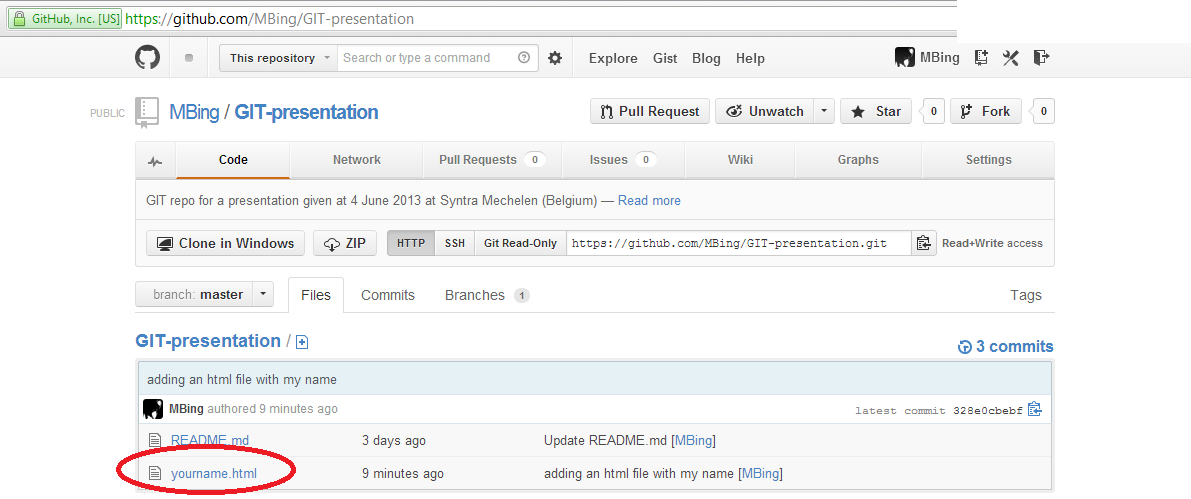 GitHub, Inc. [US] https://github.com/MBing/GIT-presentation
This repository Search or type a command Explore Gist Blog Help MBing
PUBLIC MBing / GIT-presentation Pull Request Unwatch Star 0 Fork 0
Code Network Pull Requests 0 Issues 0 Wiki Graphs Settings
GIT repo for a presentation given at 4 June 2013 at Syntra Mechelen (Belgium) — Read more
Clone in Windows ZIP HTTP SSH Git Read-Only https://github.com/MBing/GIT-presentation.git Read+Write access
branch: master Files Commits Branches 1 Tags
GIT-presentation / 3 commits
adding an html file with my name
MBing authored 9 minutes ago latest commit 328e0cbebf
README.md 3 days ago Update README.md [MBing]
yourname.html 9 minutes ago adding an html file with my name [MBing]